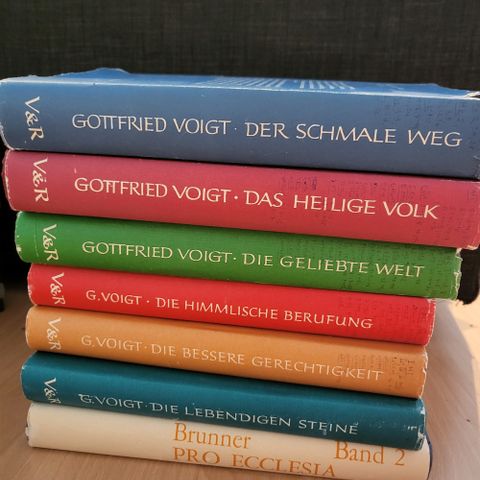 V&R GOTTFRIED VOIGT · DER SCHMALE WEG
V&R GOTTFRIED VOIGT · DAS HEILIGE VOLK
V&R GOTTFRIED VOIGT · DIE GELIEBTE WELT
V&R G. VOIGT · DIE HIMMLISCHE BERUFUNG
V&R G. VOIGT · DIE BESSERE GERECHTIGKEIT
V&R G. VOIGT · DIE LEBENDIGEN STEINE
Brunner Band 2
PRO ECCLESIA